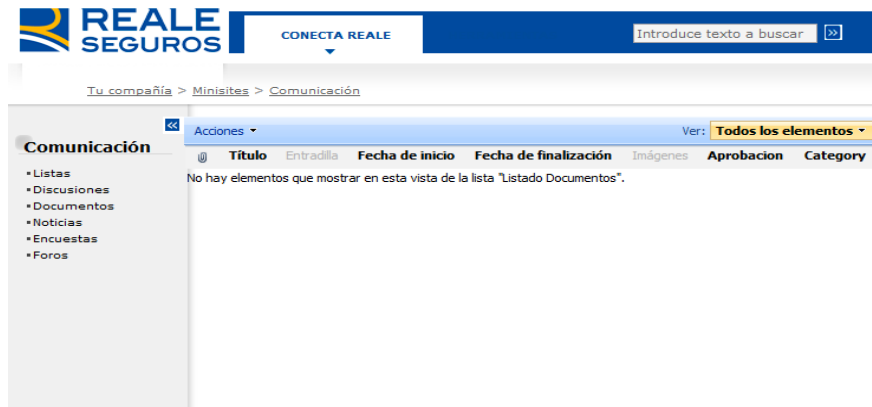 REALE
SEGUROS
CONECTA REALE
Introduce texto a buscar
Tu compañía > Minisites > Comunicación
Comunicación
Listas
Discusiones
Documentos
Noticias
Encuestas
Foros
Acciones
Ver: Todos los elementos
Título Entradilla Fecha de inicio Fecha de finalización Imágenes Aprobacion Category
No hay elementos que mostrar en esta vista de la lista "Listado Documentos".